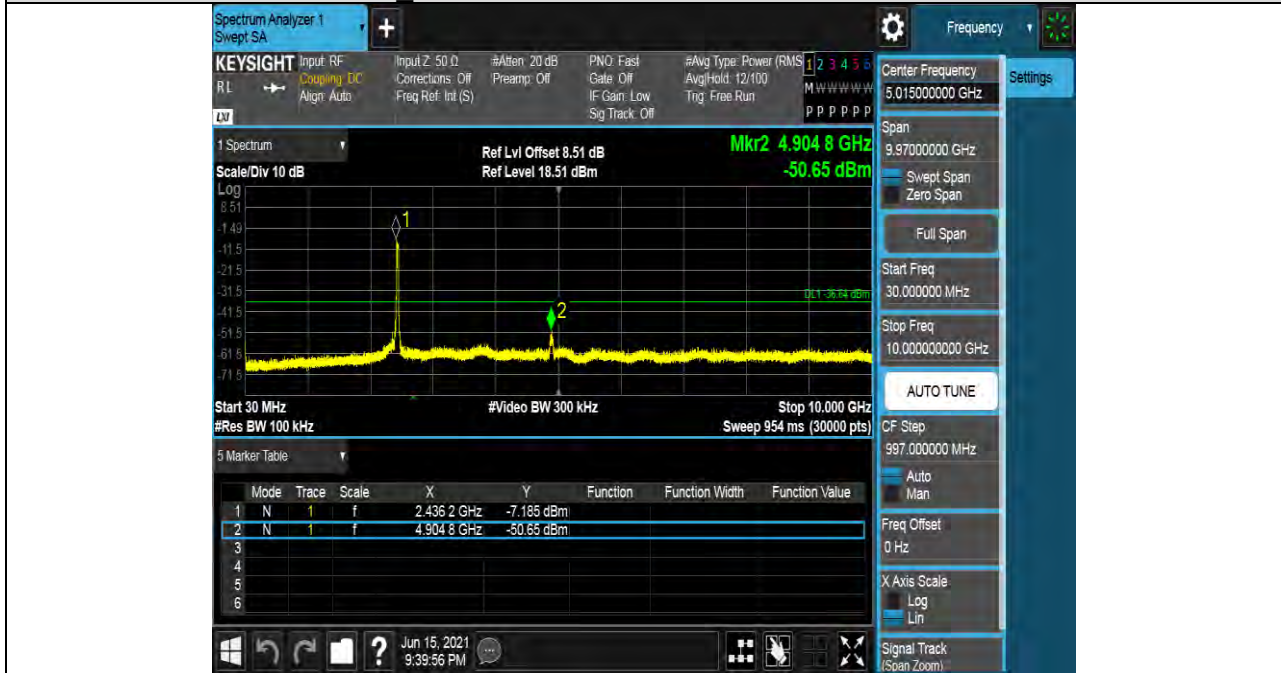 Spectrum Analyzer 1
Swept SA
+
Frequency
KEYSIGHT
RL
LXI
Input: RF
Coupling: DC
Align: Auto
Input Z: 50 Ω
Corrections: Off
Freq Ref: Int (S)
#Atten: 20 dB
Preamp: Off
PNO: Fast
Gate: Off
IF Gain: Low
Sig Track: Off
#Avg Type: Power (RMS
Avg|Hold: 12/100
Trig: Free Run
1 2 3 4 5 6
M W W W W W
P P P P P P
Center Frequency
5.015000000 GHz
Settings
1 Spectrum
Scale/Div 10 dB
Ref Lvl Offset 8.51 dB
Ref Level 18.51 dBm
Mkr2 4.904 8 GHz
-50.65 dBm
Log
8.51
-1.49
-11.5
-21.5
-31.5
-41.5
-51.5
-61.5
-71.5
1
2
DL1 -36.64 dBm
Start 30 MHz
#Res BW 100 kHz
#Video BW 300 kHz
Stop 10.000 GHz
Sweep 954 ms (30000 pts)
Span
9.97000000 GHz
Swept Span
Zero Span
Full Span
Start Freq
30.000000 MHz
Stop Freq
10.000000000 GHz
AUTO TUNE
CF Step
997.000000 MHz
Auto
Man
Freq Offset
0 Hz
X Axis Scale
Log
Lin
Signal Track
(Span Zoom)
5 Marker Table
Mode Trace Scale X Y Function Function Width Function Value
1 N 1 f 2.436 2 GHz -7.185 dBm
2 N 1 f 4.904 8 GHz -50.65 dBm
3
4
5
6
?
Jun 15, 2021
9:39:56 PM